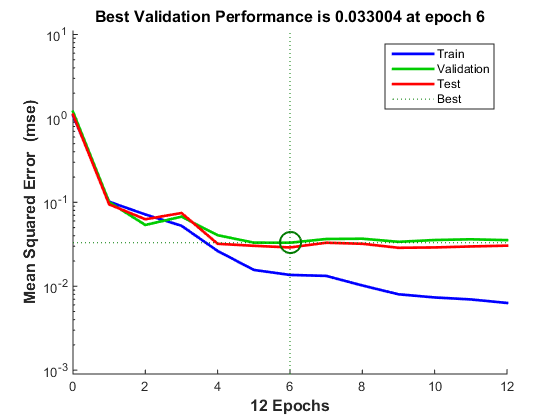 Best Validation Performance is 0.033004 at epoch 6
Mean Squared Error (mse)
10^1
10^0
10^-1
10^-2
10^-3
0 2 4 6 8 10 12
12 Epochs
Train
Validation
Test
Best